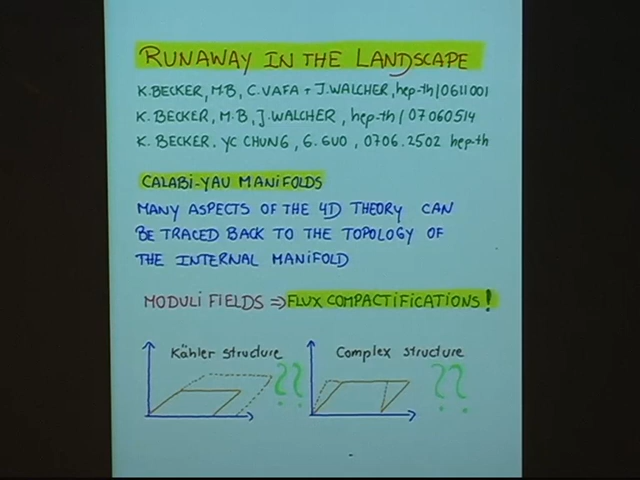 RUNAWAY IN THE LANDSCAPE
K.BECKER, M.B, C.VAFA + J.WALCHER, hep-th/0611001
K.BECKER, M.B, J.WALCHER, hep-th/07060514
K. BECKER. YC CHUNG, G. GUO, 0706.2502 hep-th
CALABI-YAU MANIFOLDS
MANY ASPECTS OF THE 4D THEORY CAN
BE TRACED BACK TO THE TOPOLOGY OF
THE INTERNAL MANIFOLD
MODULI FIELDS ⇒ FLUX COMPACTIFICATIONS!
Kähler structure
??
Complex structure
??